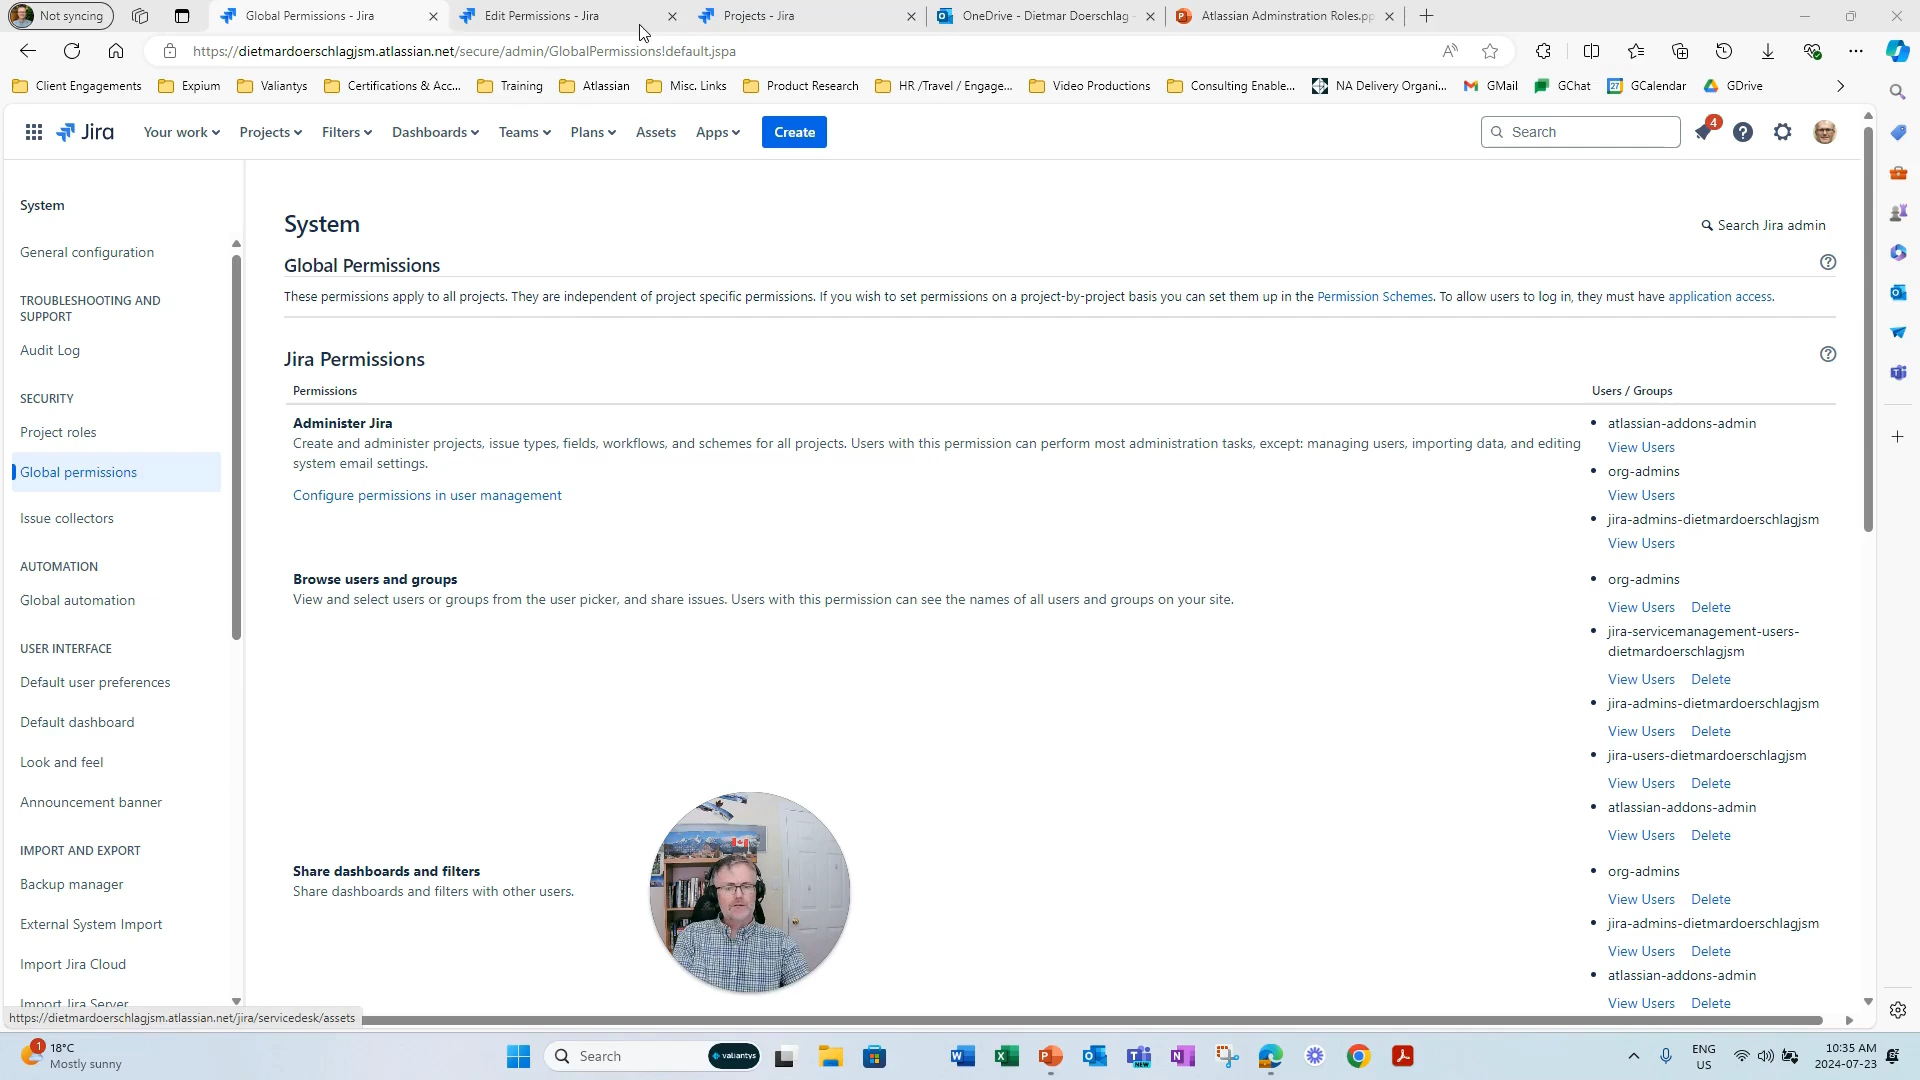 Not syncing
Global Permissions - Jira
Edit Permissions - Jira
Projects - Jira
OneDrive - Dietmar Doerschlag -
Atlassian Adminstration Roles.pp
https://dietmardoerschlagjsm.atlassian.net/secure/admin/GlobalPermissions!default.jspa
Client Engagements
Expium
Valiantys
Certifications & Acc...
Training
Atlassian
Misc. Links
Product Research
HR /Travel / Engage...
Video Productions
Consulting Enable...
NA Delivery Organi...
GMail
GChat
27 GCalendar
GDrive
Jira
Your work
Projects
Filters
Dashboards
Teams
Plans
Assets
Apps
Create
Search
4
System
General configuration
TROUBLESHOOTING AND
SUPPORT
Audit Log
SECURITY
Project roles
Global permissions
Issue collectors
AUTOMATION
Global automation
USER INTERFACE
Default user preferences
Default dashboard
Look and feel
Announcement banner
IMPORT AND EXPORT
Backup manager
External System Import
Import Jira Cloud
Import Jira Server
https://dietmardoerschlagjsm.atlassian.net/jira/servicedesk/assets
System
Search Jira admin
Global Permissions
These permissions apply to all projects. They are independent of project specific permissions. If you wish to set permissions on a project-by-project basis you can set them up in the Permission Schemes. To allow users to log in, they must have application access.
Jira Permissions
Permissions
Users / Groups
Administer Jira
Create and administer projects, issue types, fields, workflows, and schemes for all projects. Users with this permission can perform most administration tasks, except: managing users, importing data, and editing
system email settings.
Configure permissions in user management
• atlassian-addons-admin
View Users
• org-admins
View Users
• jira-admins-dietmardoerschlagjsm
View Users
Browse users and groups
View and select users or groups from the user picker, and share issues. Users with this permission can see the names of all users and groups on your site.
• org-admins
View Users Delete
• jira-servicemanagement-users-
dietmardoerschlagjsm
View Users Delete
• jira-admins-dietmardoerschlagjsm
View Users Delete
• jira-users-dietmardoerschlagjsm
View Users Delete
• atlassian-addons-admin
View Users Delete
Share dashboards and filters
Share dashboards and filters with other users.
• org-admins
View Users Delete
• jira-admins-dietmardoerschlagjsm
View Users Delete
• atlassian-addons-admin
View Users Delete
1
18°C
Mostly sunny
Search
valiantys
NEW
ENG
US
10:35 AM
2024-07-23